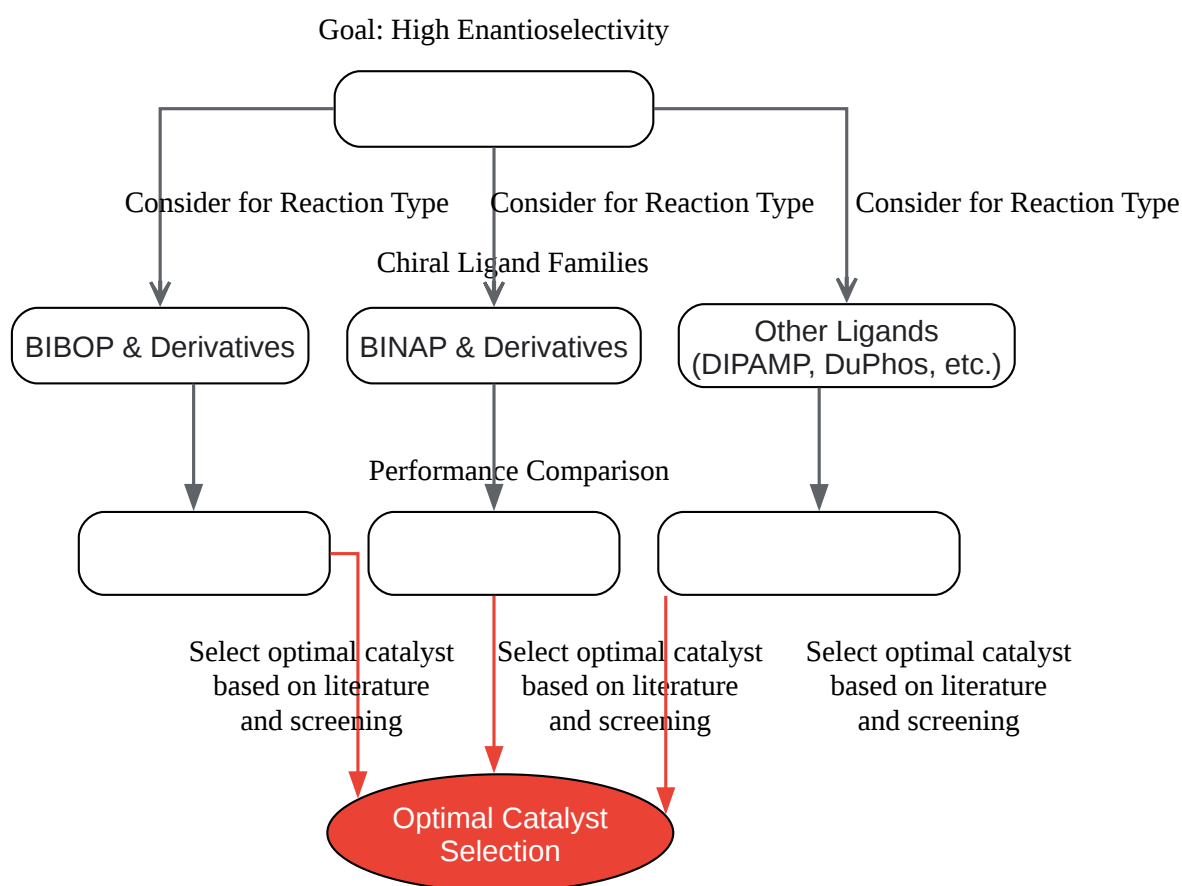 Goal: High Enantioselectivity
Consider for Reaction Type
Consider for Reaction Type
Consider for Reaction Type
Chiral Ligand Families
BIBOP & Derivatives
BINAP & Derivatives
Other Ligands
(DIPAMP, DuPhos, etc.)
Performance Comparison
Select optimal catalyst
based on literature
and screening
Select optimal catalyst
based on literature
and screening
Select optimal catalyst
based on literature
and screening
Optimal Catalyst
Selection